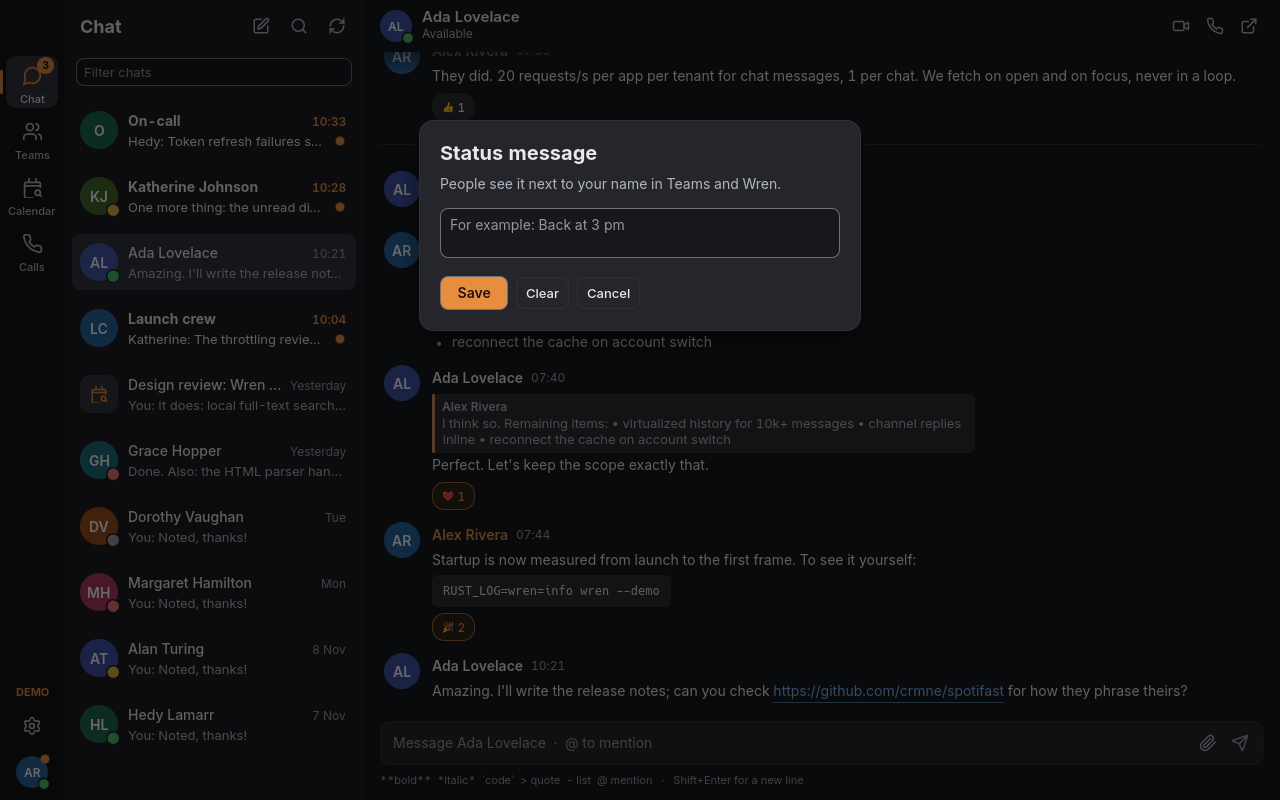 Chat
Filter chats
3
Chat
Teams
Calendar
Calls
DEMO
AR
O
On-call
10:33
Hedy: Token refresh failures s...
KJ
Katherine Johnson
10:28
One more thing: the unread di...
AL
Ada Lovelace
10:21
Amazing. I'll write the release not...
LC
Launch crew
10:04
Katherine: The throttling revie...
Design review: Wren ...
Yesterday
You: It does: local full-text search...
GH
Grace Hopper
Yesterday
Done. Also: the HTML parser han...
DV
Dorothy Vaughan
Tue
You: Noted, thanks!
MH
Margaret Hamilton
Mon
You: Noted, thanks!
AT
Alan Turing
8 Nov
You: Noted, thanks!
HL
Hedy Lamarr
7 Nov
You: Noted, thanks!
AL
Ada Lovelace
Available
AR
Alex Rivera
They did. 20 requests/s per app per tenant for chat messages, 1 per chat. We fetch on open and on focus, never in a loop.
👍 1
AL
AR
Status message
People see it next to your name in Teams and Wren.
For example: Back at 3 pm
Save
Clear
Cancel
• reconnect the cache on account switch
AL
Ada Lovelace 07:40
Alex Rivera
I think so. Remaining items: • virtualized history for 10k+ messages • channel replies
inline • reconnect the cache on account switch
Perfect. Let's keep the scope exactly that.
❤️ 1
AR
Alex Rivera 07:44
Startup is now measured from launch to the first frame. To see it yourself:
RUST_LOG=wren=info wren --demo
🎉 2
AL
Ada Lovelace 10:21
Amazing. I'll write the release notes; can you check https://github.com/crmne/spotifast for how they phrase theirs?
Message Ada Lovelace · @ to mention
**bold** *italic* `code` > quote - list @ mention · Shift+Enter for a new line